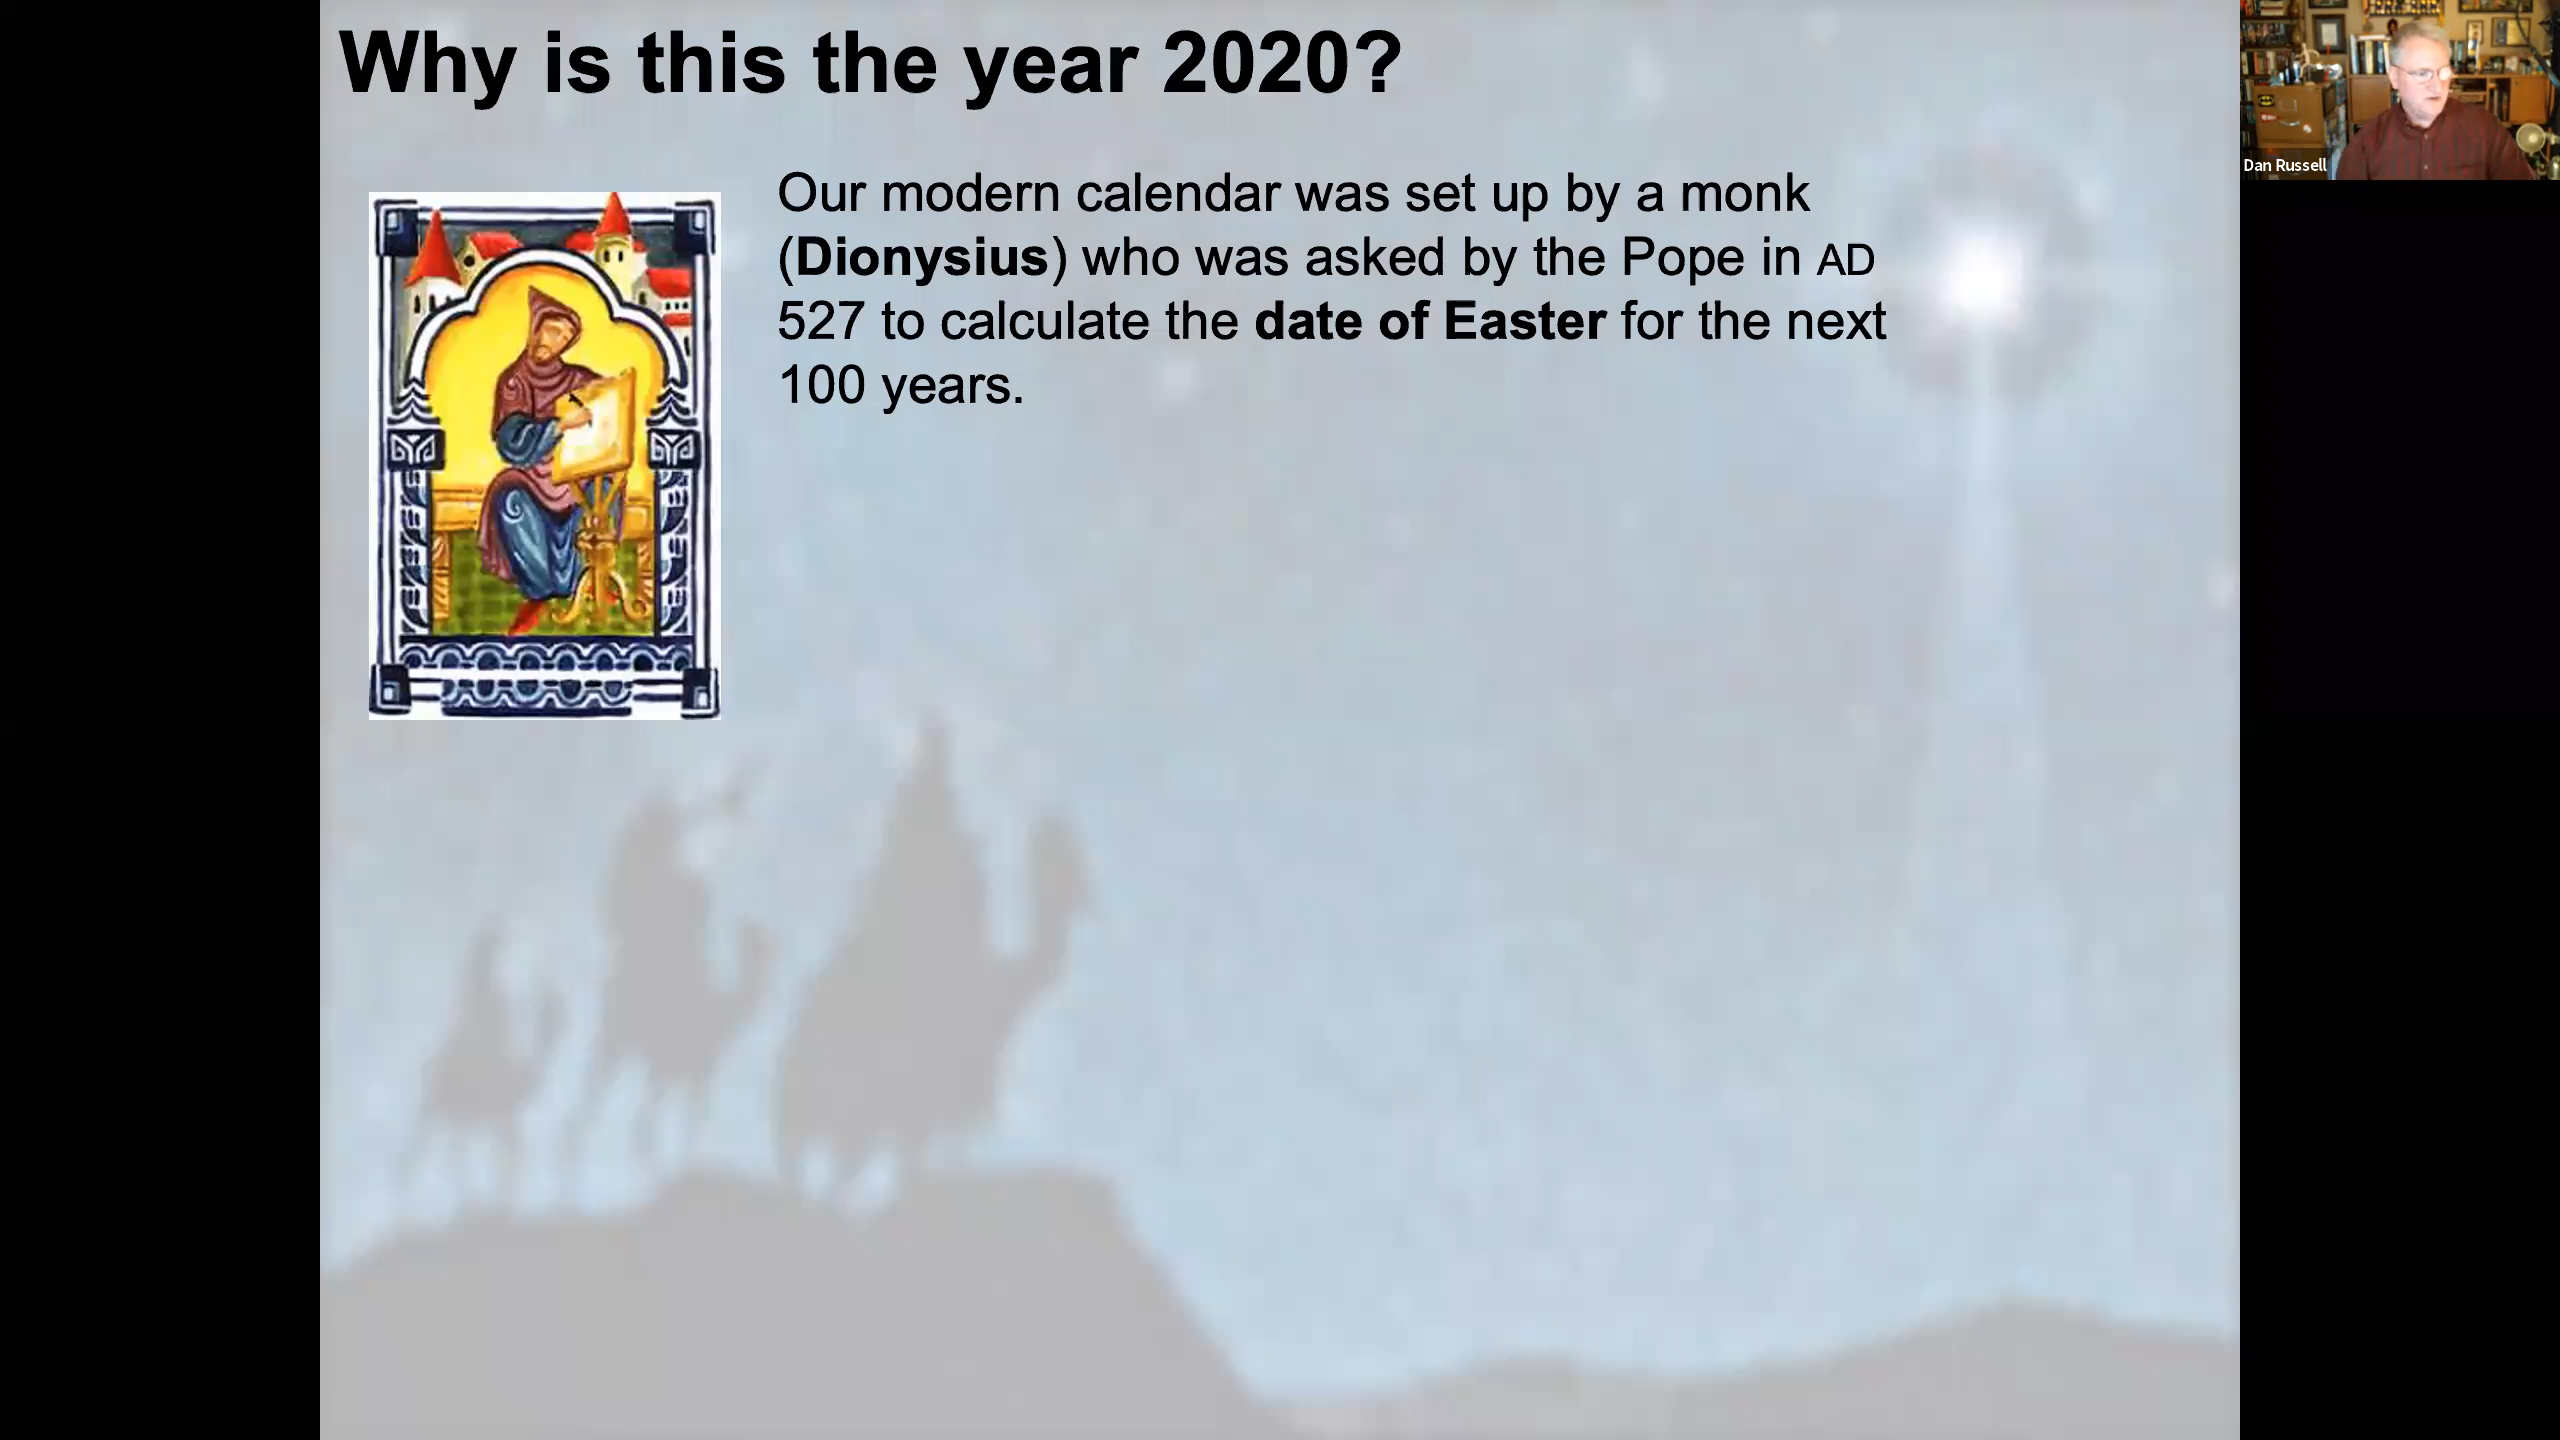 Why is this the year 2020?
Our modern calendar was set up by a monk
(Dionysius) who was asked by the Pope in AD
527 to calculate the date of Easter for the next
100 years.
Dan Russell